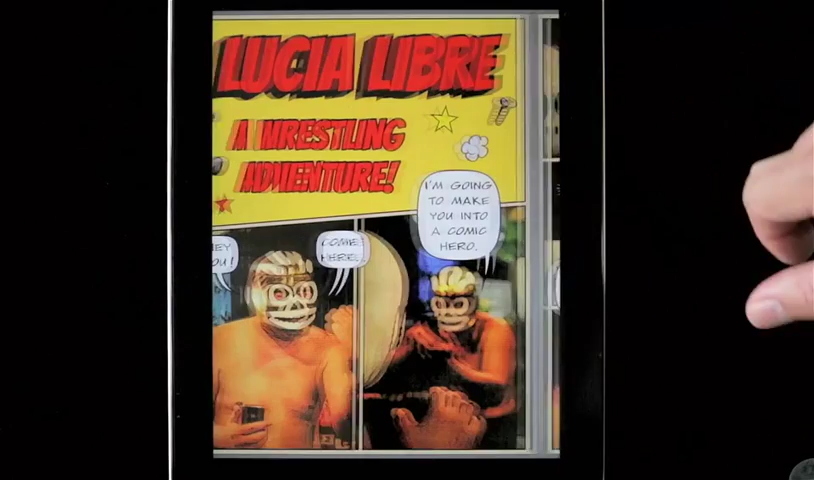 LUCIA LIBRE
A WRESTLING
ADVENTURE!
I'M GOING
TO MAKE
YOU INTO
A COMIC
HERO.
HEY
YOU!
COME
HERE.